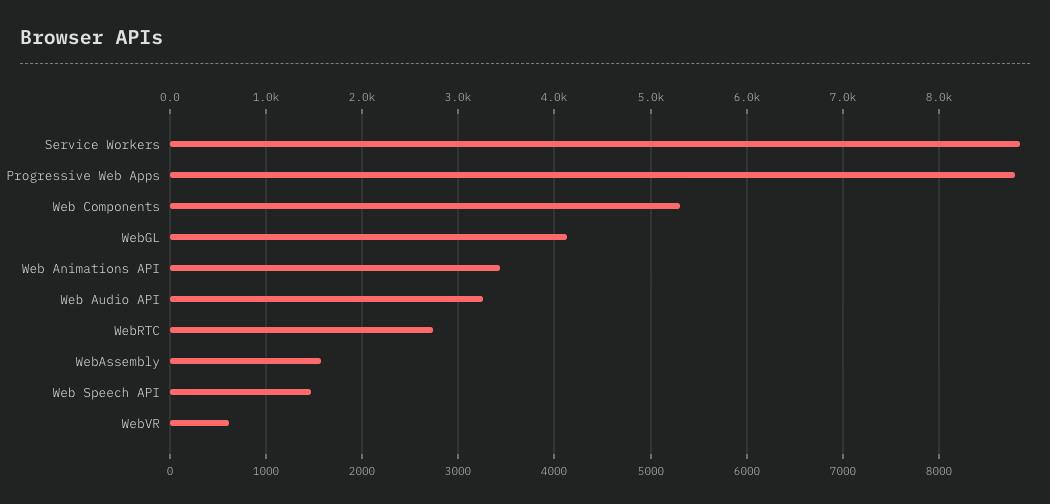 Browser APIs
0.0 1.0k 2.0k 3.0k 4.0k 5.0k 6.0k 7.0k 8.0k
Service Workers
Progressive Web Apps
Web Components
WebGL
Web Animations API
Web Audio API
WebRTC
WebAssembly
Web Speech API
WebVR
0 1000 2000 3000 4000 5000 6000 7000 8000